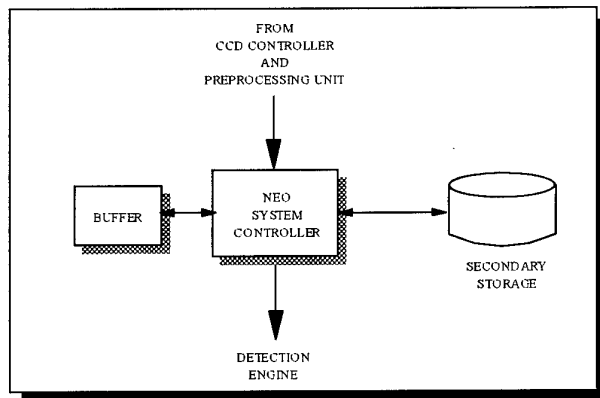 FROM
CCD CONTROLLER
AND
PREPROCESSING UNIT
BUFFER
NEO
SYSTEM
CONTROLLER
SECONDARY
STORAGE
DETECTION
ENGINE